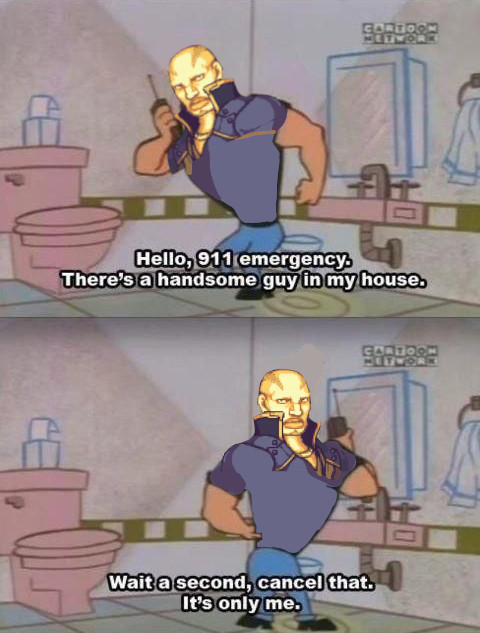 CARTOON
NETWORK
Hello, 911 emergency.
There's a handsome guy in my house.
CARTOON
NETWORK
Wait a second, cancel that.
It's only me.